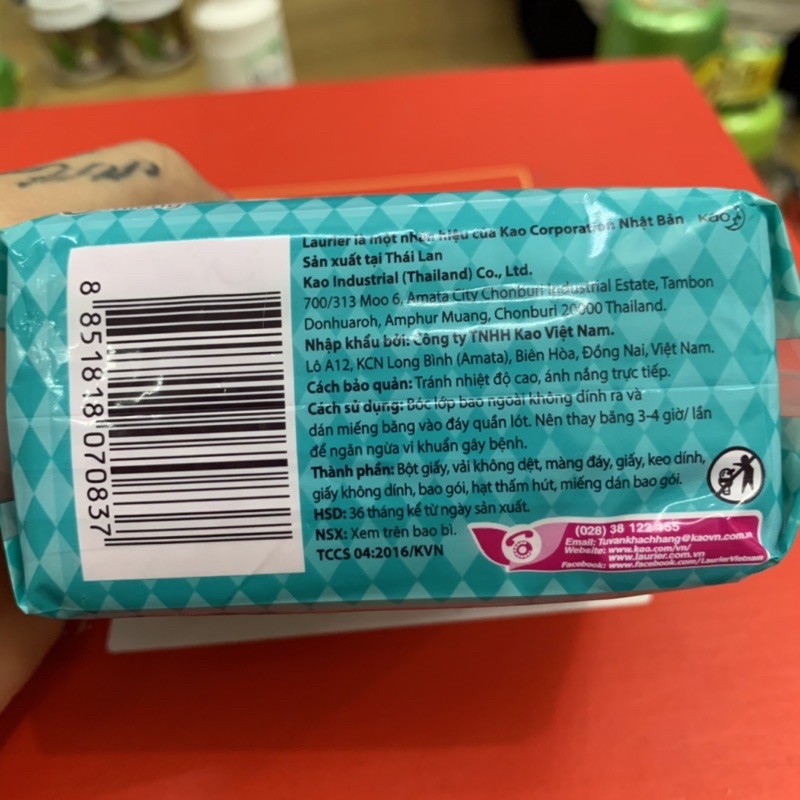 Laurier là một nhãn hiệu của Kao Corporation Nhật Bản
kao
Sản xuất tại Thái Lan
Kao Industrial (Thailand) Co., Ltd.
700/313 Moo 6, Amata City Chonburi Industrial Estate, Tambon
Donhuaroh, Amphur Muang, Chonburi 20000 Thailand.
Nhập khẩu bởi: Công ty TNHH Kao Việt Nam.
Lô A12, KCN Long Bình (Amata), Biên Hòa, Đồng Nai, Việt Nam.
Cách bảo quản: Tránh nhiệt độ cao, ánh nắng trực tiếp.
Cách sử dụng: Bóc lớp bao ngoài không dính ra và
dán miếng băng vào đáy quần lót. Nên thay băng 3-4 giờ/ lần
để ngăn ngừa vi khuẩn gây bệnh.
Thành phần: Bột giấy, vải không dệt, màng đáy, giấy, keo dính,
giấy không dính, bao gói, hạt thấm hút, miếng dán bao gói.
HSD: 36 tháng kể từ ngày sản xuất.
NSX: Xem trên bao bì.
TCCS 04:2016/KVN
(028) 38 122
Email: Tuvankhachhang@kaovn.com.vn
Website: www.kao.com/vn/
www.laurier.com.vn
Facebook: www.facebook.com/LaurierVietnam
8 851818 070837